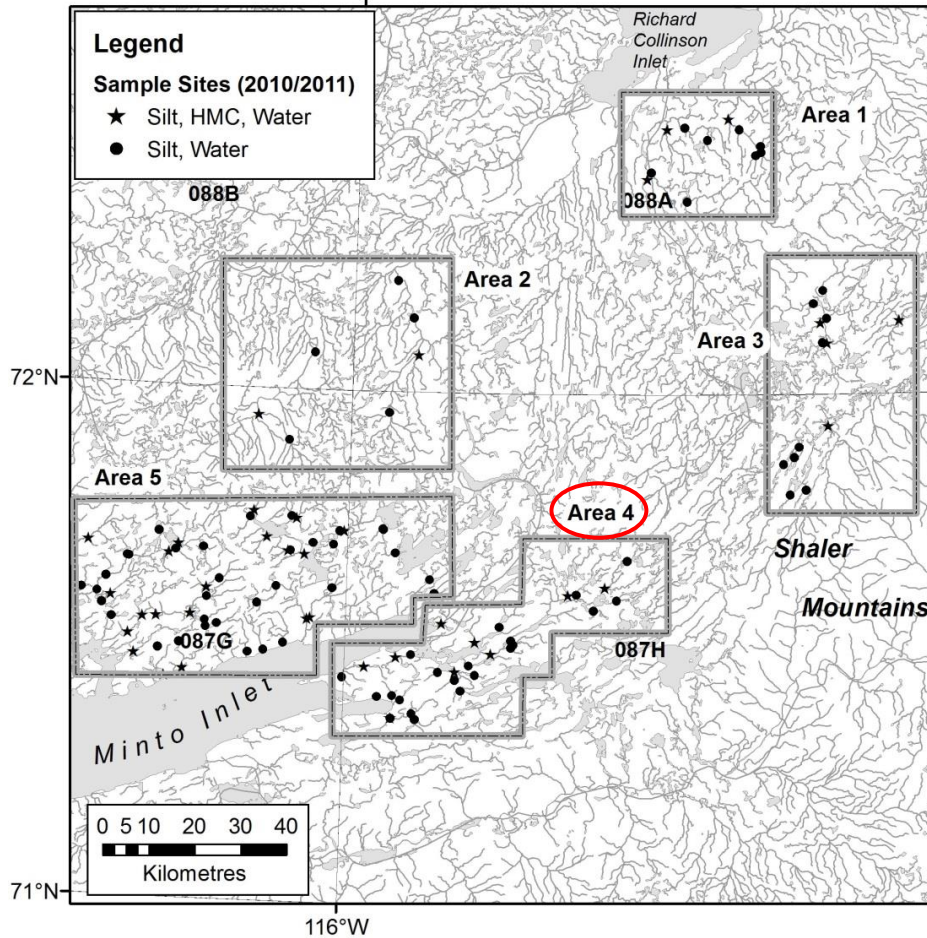 Legend
Sample Sites (2010/2011)
Silt, HMC, Water
Silt, Water
Richard
Collinson
Inlet
Area 1
088B
088A
Area 2
Area 3
72°N
Area 5
Area 4
Shaler
Mountains
087G
087H
Minto Inlet
0 5 10 20 30 40
Kilometres
71°N
116°W